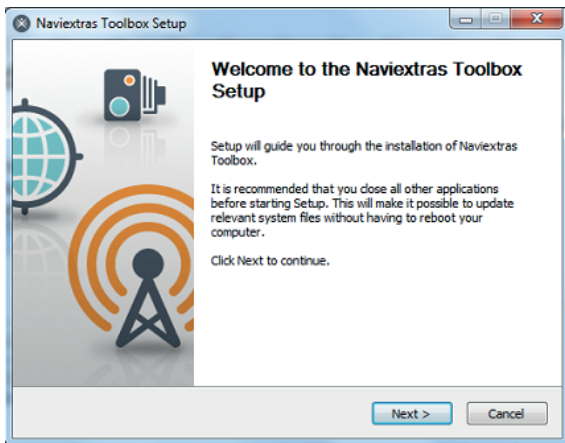 Naviextras Toolbox Setup
Welcome to the Naviextras Toolbox
Setup
Setup will guide you through the installation of Naviextras
Toolbox.
It is recommended that you close all other applications
before starting Setup. This will make it possible to update
relevant system files without having to reboot your
computer.
Click Next to continue.
Next >
Cancel